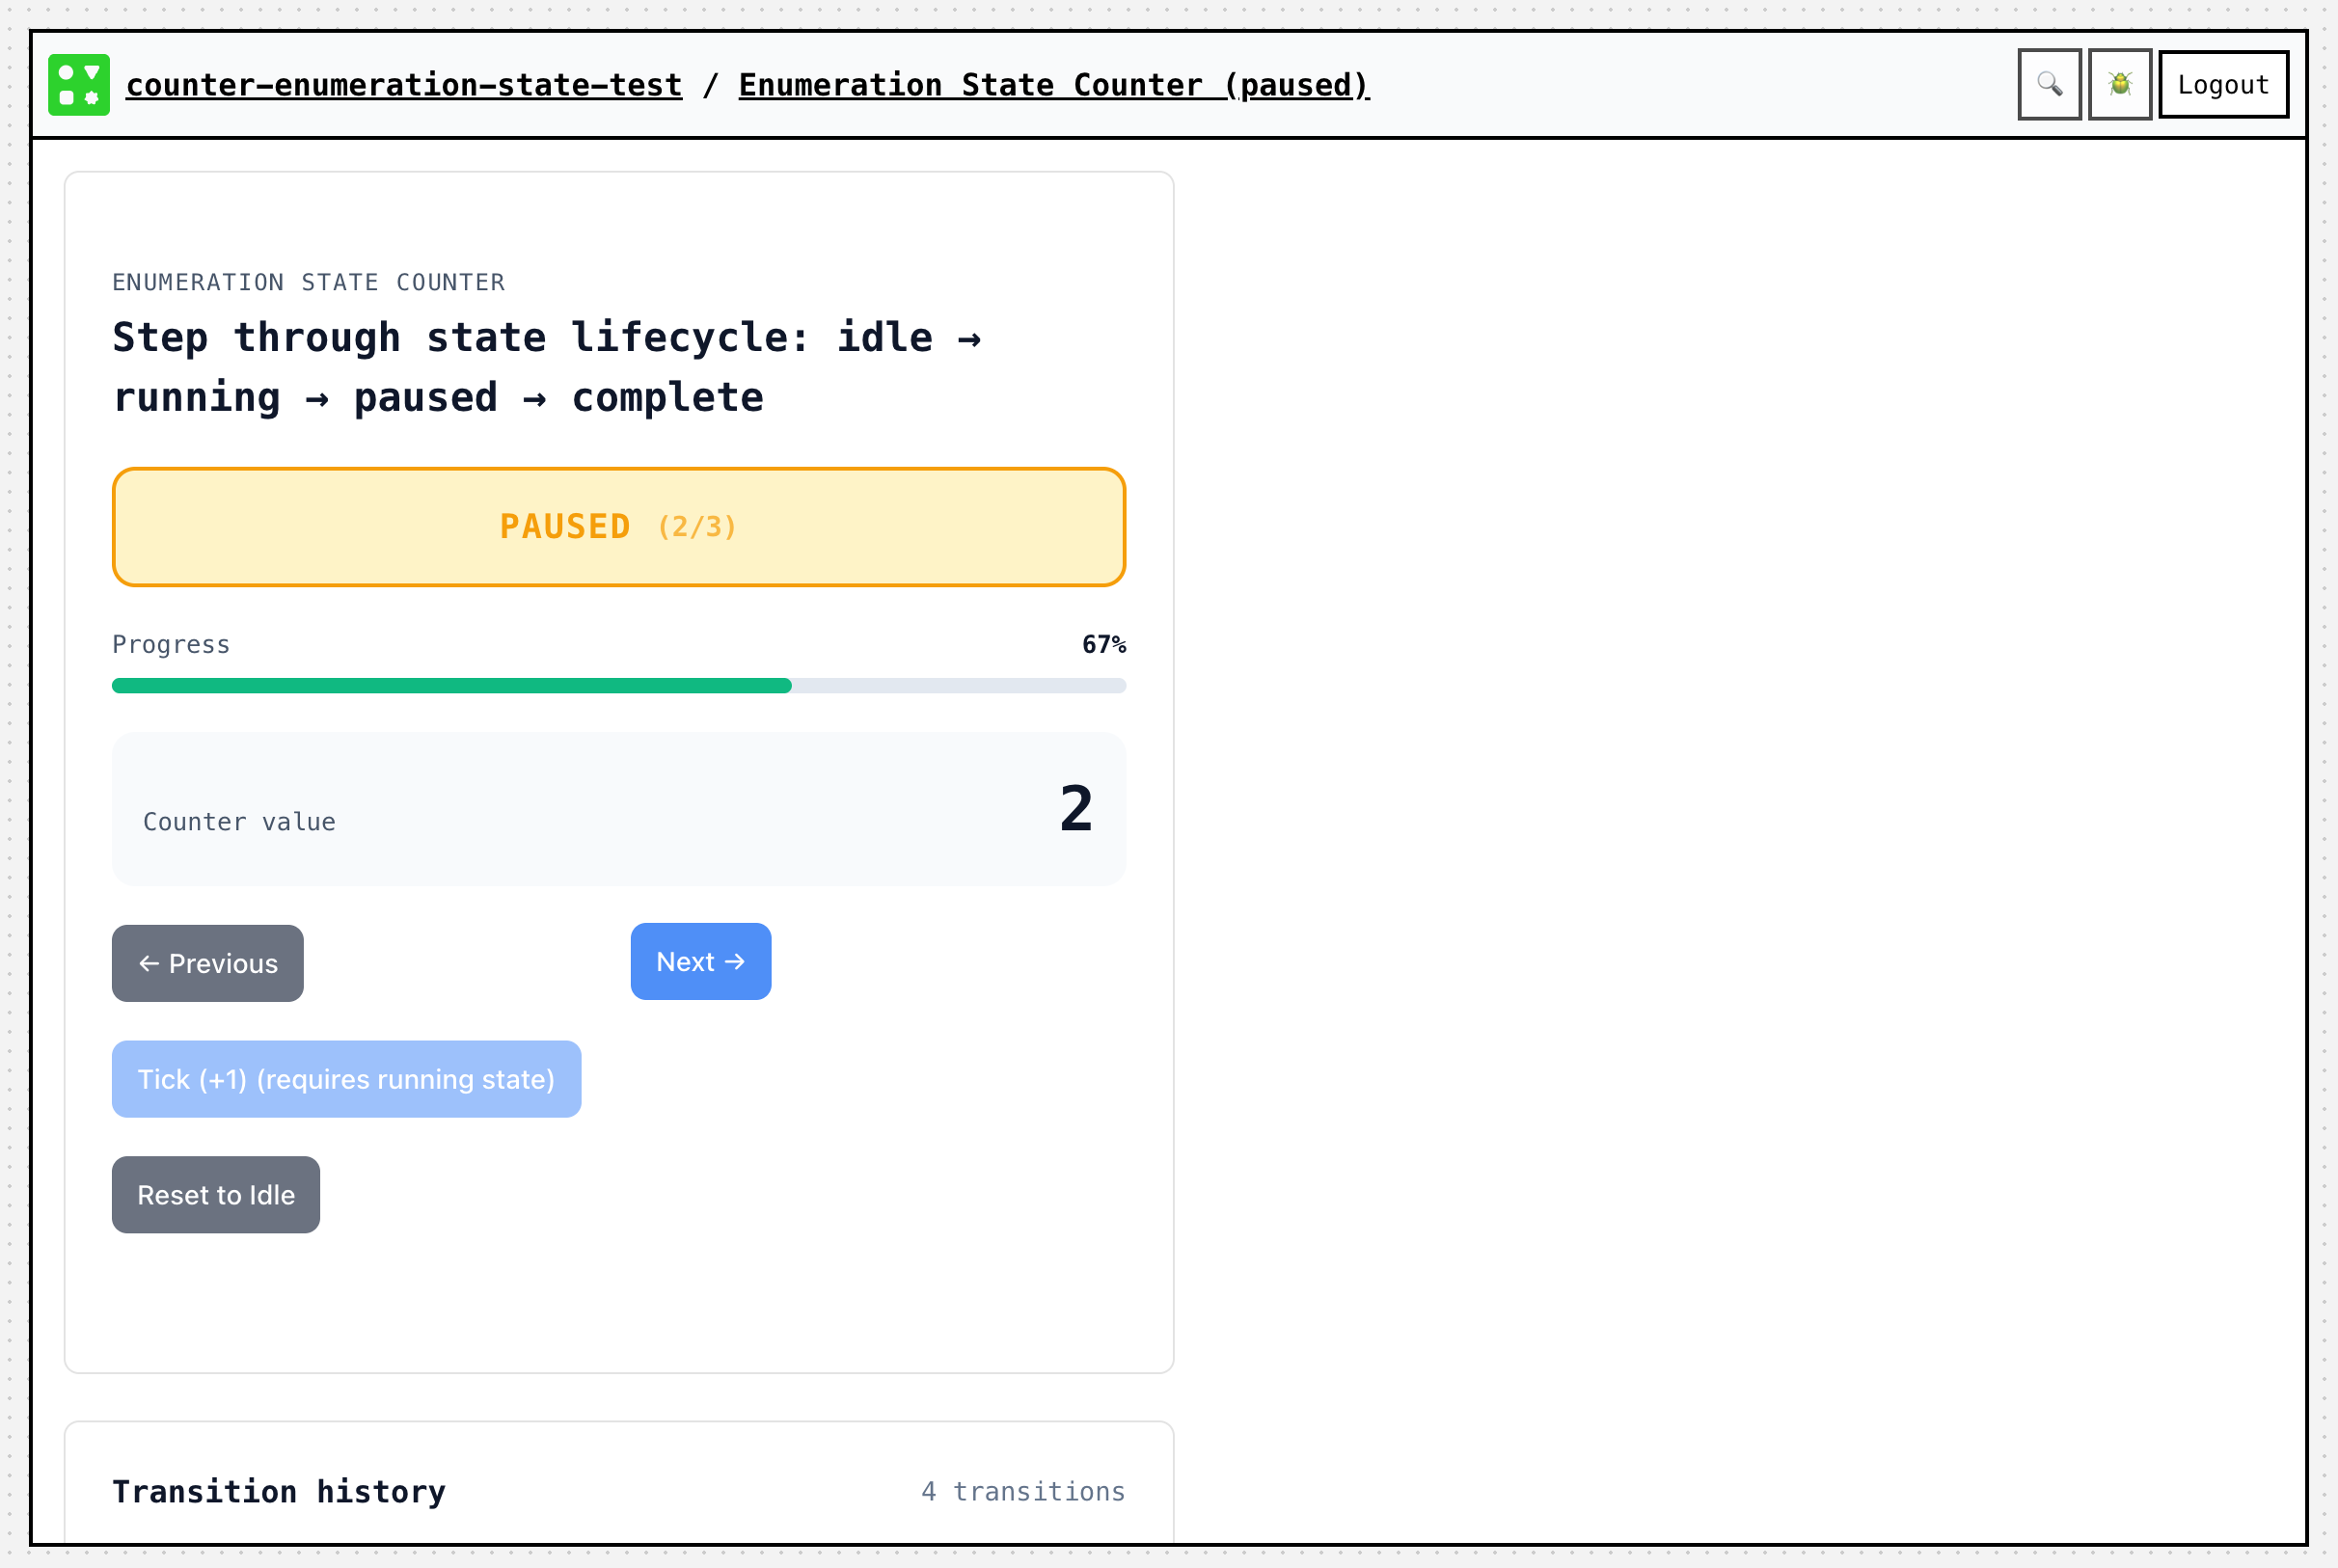 counter-enumeration-state-test / Enumeration State Counter (paused)
Logout
ENUMERATION STATE COUNTER
Step through state lifecycle: idle →
running → paused → complete
PAUSED (2/3)
Progress 67%
Counter value 2
← Previous
Next →
Tick (+1) (requires running state)
Reset to Idle
Transition history 4 transitions